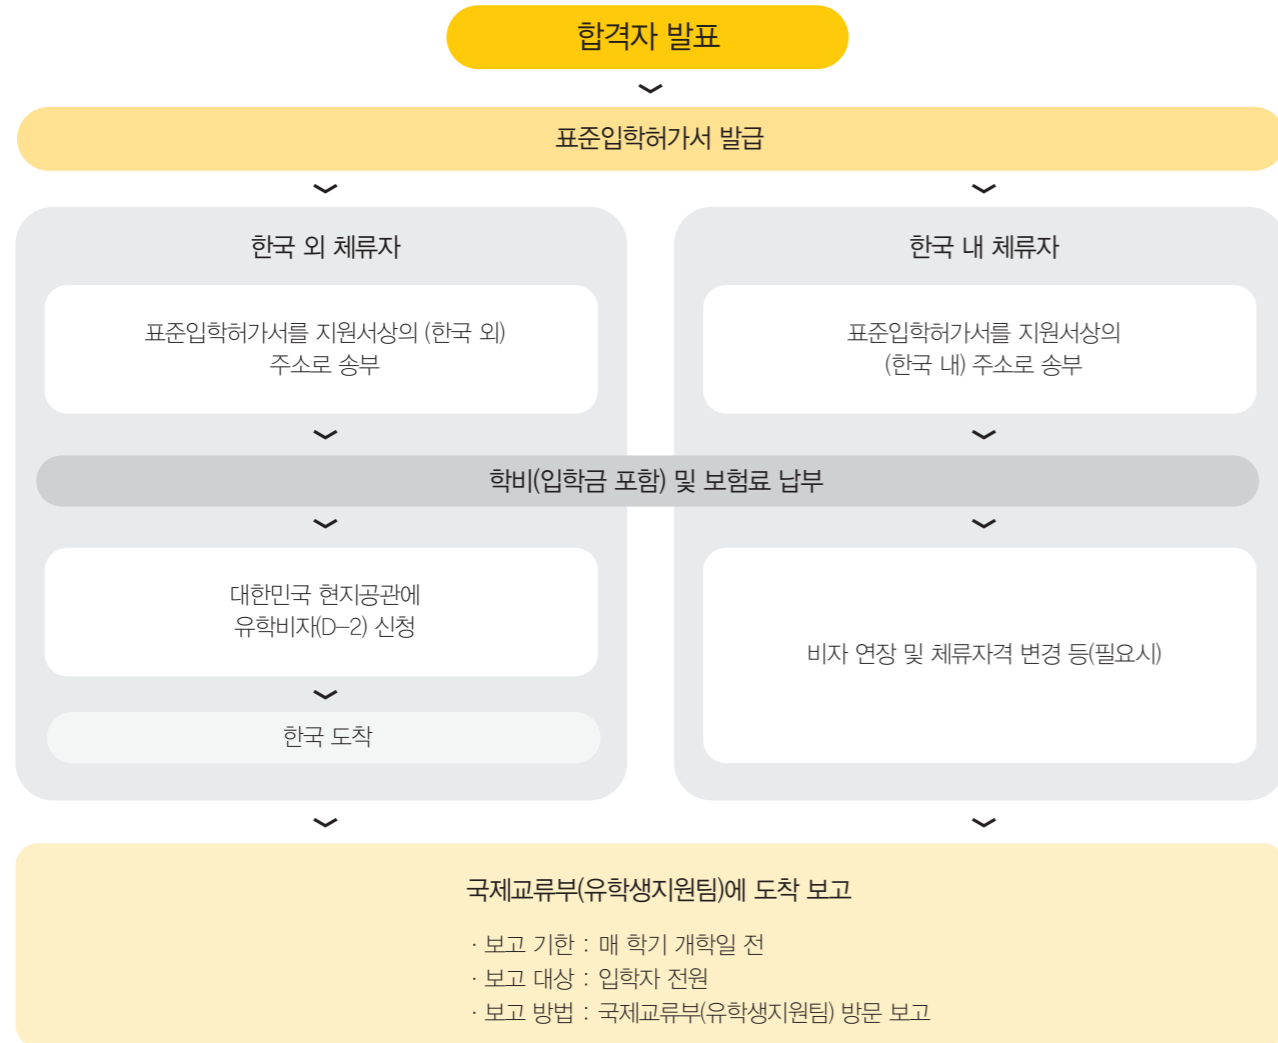 합격자 발표
표준입학허가서 발급
한국 외 체류자
표준입학허가서를 지원서상의 (한국 외)
주소로 송부
한국 내 체류자
표준입학허가서를 지원서상의
(한국 내) 주소로 송부
학비(입학금 포함) 및 보험료 납부
대한민국 현지공관에
유학비자(D-2) 신청
한국 도착
비자 연장 및 체류자격 변경 등(필요시)
국제교류부(유학생지원팀)에 도착 보고
· 보고 기한 : 매 학기 개학일 전
· 보고 대상 : 입학자 전원
· 보고 방법 : 국제교류부(유학생지원팀) 방문 보고